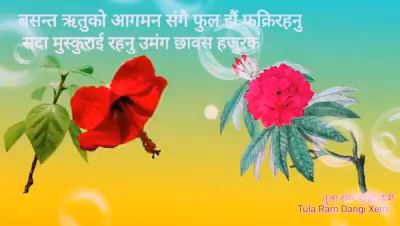 बसन्त ऋतुको आगमन संगै फुल झैं फक्रिरहनु
सदा मुस्कुराई रहनु उमंग छावस हजुरक
तुला राम
Tula Ram Dangi Xetri